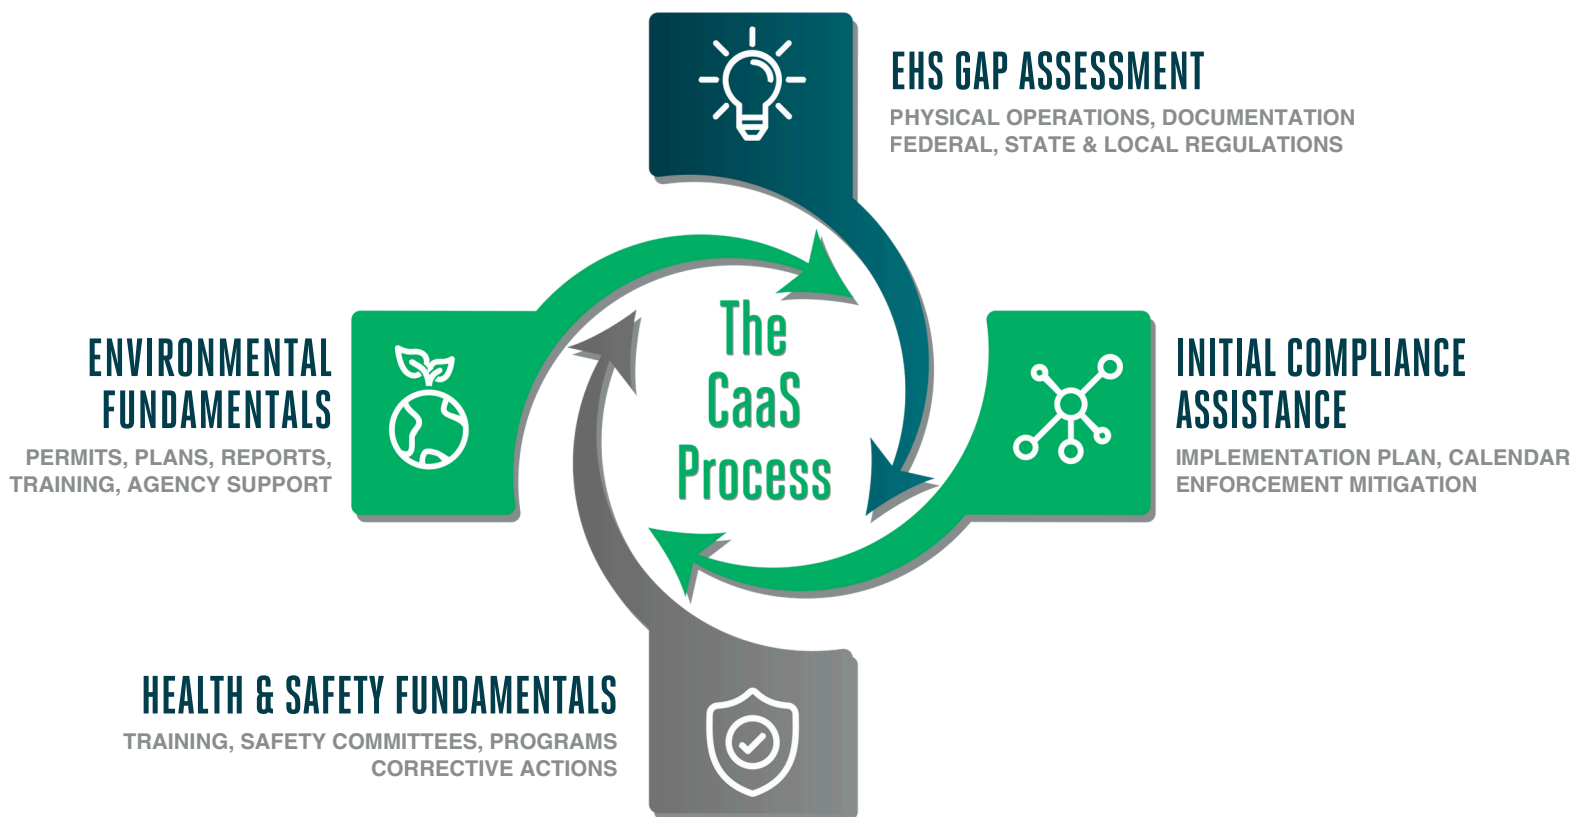 EHS GAP ASSESSMENT
PHYSICAL OPERATIONS, DOCUMENTATION
FEDERAL, STATE & LOCAL REGULATIONS
The
CaaS
Process
ENVIRONMENTAL
FUNDAMENTALS
PERMITS, PLANS, REPORTS,
TRAINING, AGENCY SUPPORT
INITIAL COMPLIANCE
ASSISTANCE
IMPLEMENTATION PLAN, CALENDAR
ENFORCEMENT MITIGATION
HEALTH & SAFETY FUNDAMENTALS
TRAINING, SAFETY COMMITTEES, PROGRAMS
CORRECTIVE ACTIONS